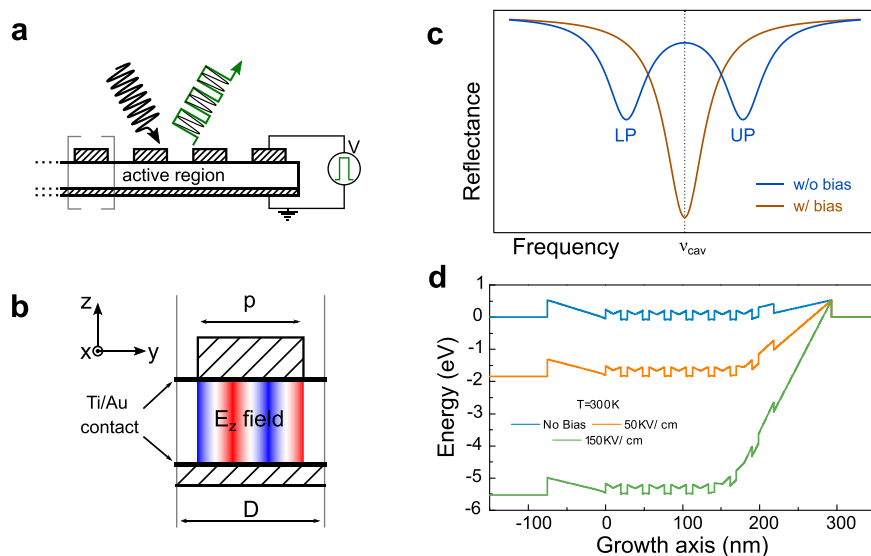 a
V
active region
b
z
x
y
p
Ti/Au
contact
E_z field
D
c
Reflectance
LP
UP
w/o bias
w/ bias
Frequency
ν_cav
d
Energy (eV)
1
0
-1
-2
-3
-4
-5
-6
T=300K
No Bias
50KV/ cm
150KV/ cm
-100
0
100
200
300
Growth axis (nm)